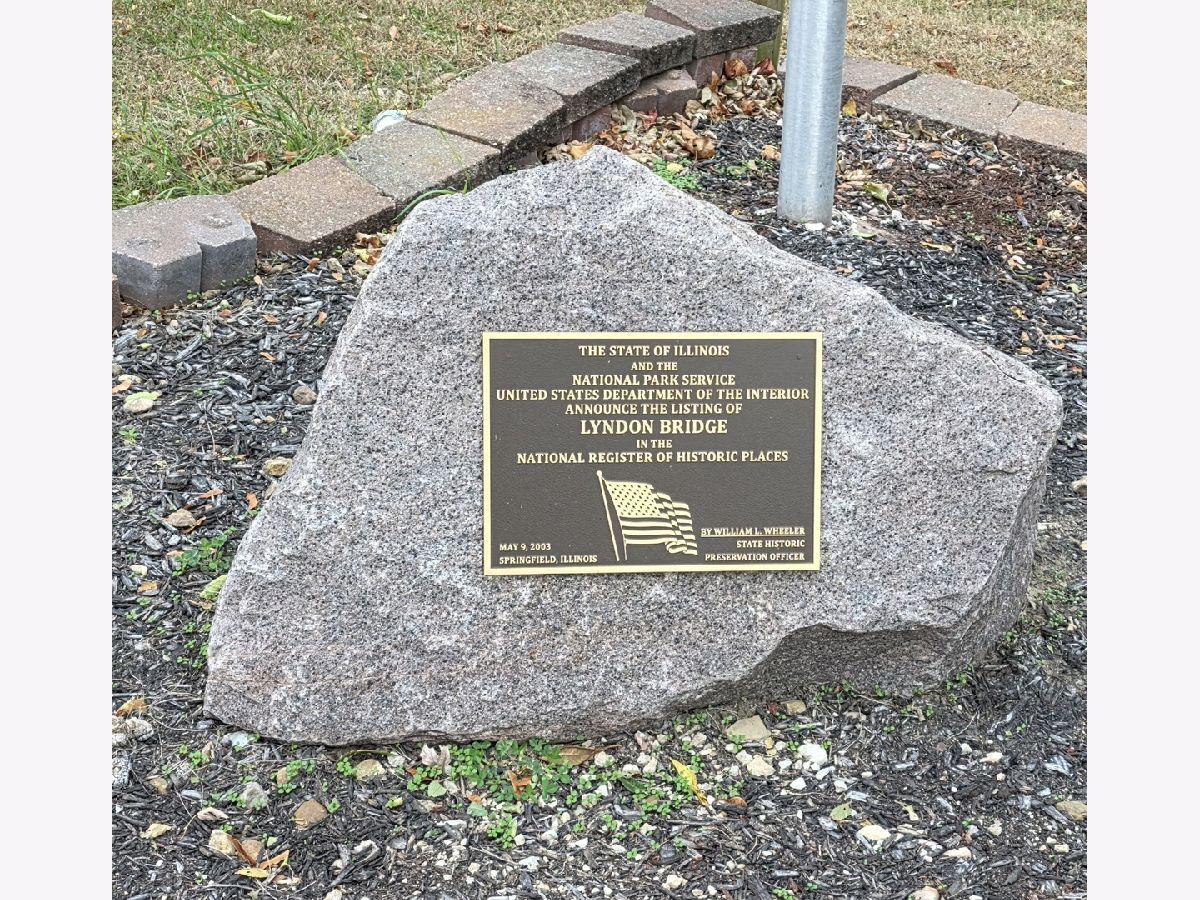 THE STATE OF ILLINOIS
AND THE
NATIONAL PARK SERVICE
UNITED STATES DEPARTMENT OF THE INTERIOR
ANNOUNCE THE LISTING OF
LYNDON BRIDGE
IN THE
NATIONAL REGISTER OF HISTORIC PLACES
MAY 9, 2003
SPRINGFIELD, ILLINOIS
BY WILLIAM L. WHEELER
STATE HISTORIC
PRESERVATION OFFICER